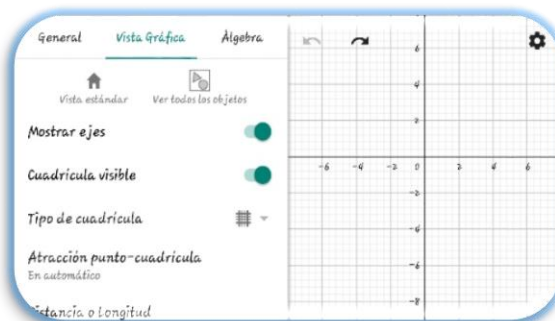 General Vista Gráfica Álgebra
Vista estándar Ver todos los objetos
Mostrar ejes
Cuadrícula visible
Tipo de cuadrícula
Atracción punto-cuadrícula
En automático
Distancia o Longitud
6
4
2
-6 -4 -2 0 2 4 6
-2
-4
-6
-8